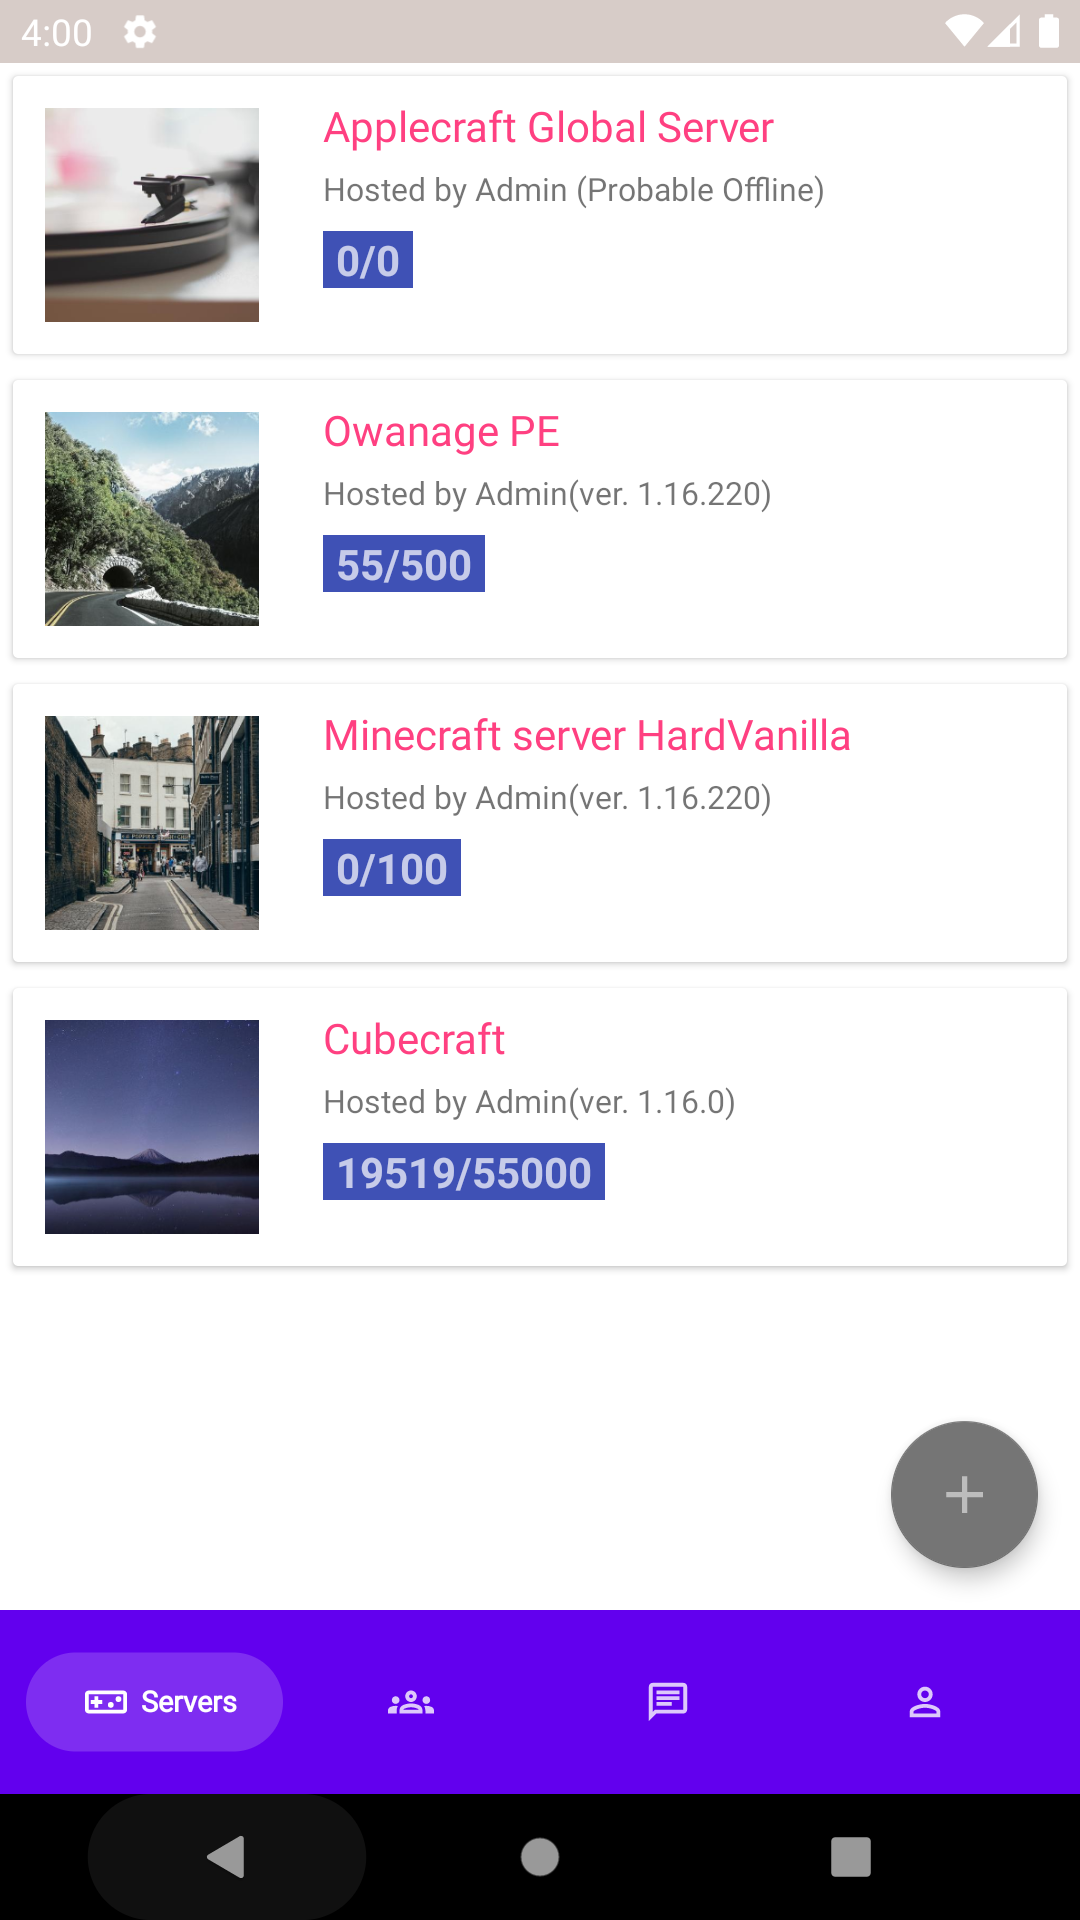 4:00
Applecraft Global Server
Hosted by Admin (Probable Offline)
0/0
Owanage PE
Hosted by Admin(ver. 1.16.220)
55/500
Minecraft server HardVanilla
Hosted by Admin(ver. 1.16.220)
0/100
Cubecraft
Hosted by Admin(ver. 1.16.0)
19519/55000
Servers